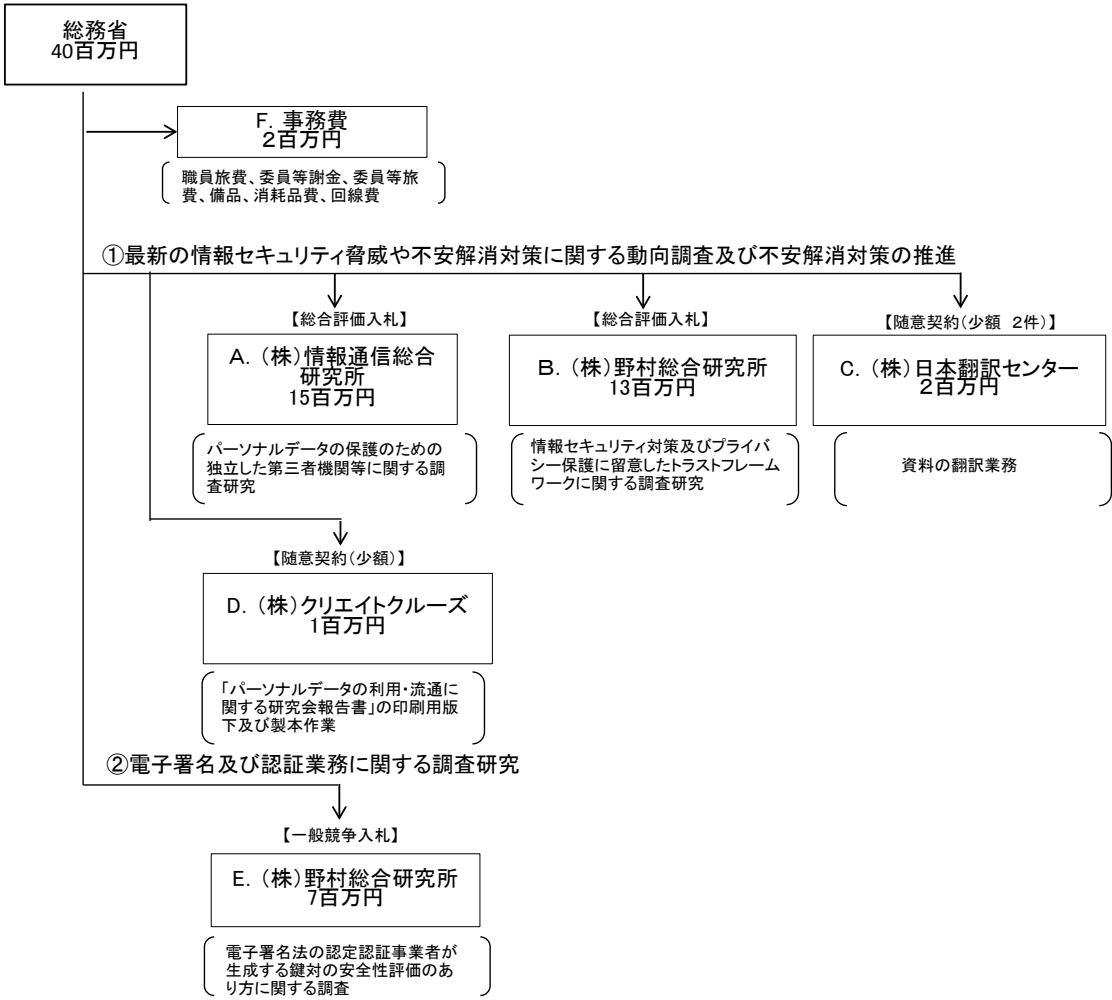 総務省
40百万円
F．事務費
２百万円
職員旅費、委員等謝金、委員等旅
費、備品、消耗品費、回線費
①最新の情報セキュリティ脅威や不安解消対策に関する動向調査及び不安解消対策の推進
【総合評価入札】
A．（株）情報通信総合
研究所
15百万円
パーソナルデータの保護のための
独立した第三者機関等に関する調
査研究
【総合評価入札】
B．（株）野村総合研究所
13百万円
情報セキュリティ対策及びプライバ
シー保護に留意したトラストフレーム
ワークに関する調査研究
【随意契約（少額　2件）】
C．（株）日本翻訳センター
２百万円
資料の翻訳業務
【随意契約（少額）】
D．（株）クリエイトクルーズ
1百万円
「パーソナルデータの利用・流通に
関する研究会報告書」の印刷用版
下及び製本作業
②電子署名及び認証業務に関する調査研究
【一般競争入札】
E．（株）野村総合研究所
7百万円
電子署名法の認定認証事業者が
生成する鍵対の安全性評価のあ
り方に関する調査